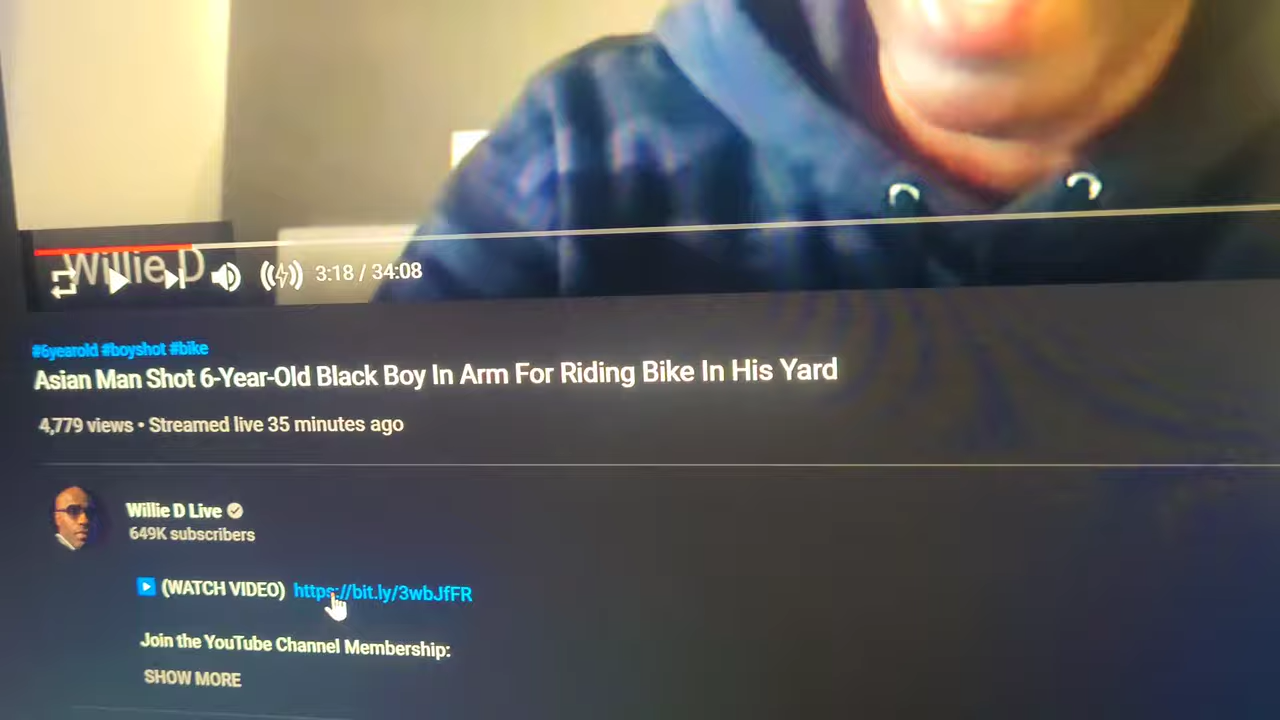 Willie D
3:18 / 34:08
#6yearold #boyshot #bike
Asian Man Shot 6-Year-Old Black Boy In Arm For Riding Bike In His Yard
4,779 views • Streamed live 35 minutes ago
Willie D Live
649K subscribers
(WATCH VIDEO) https://bit.ly/3wbJfFR
Join the YouTube Channel Membership:
SHOW MORE